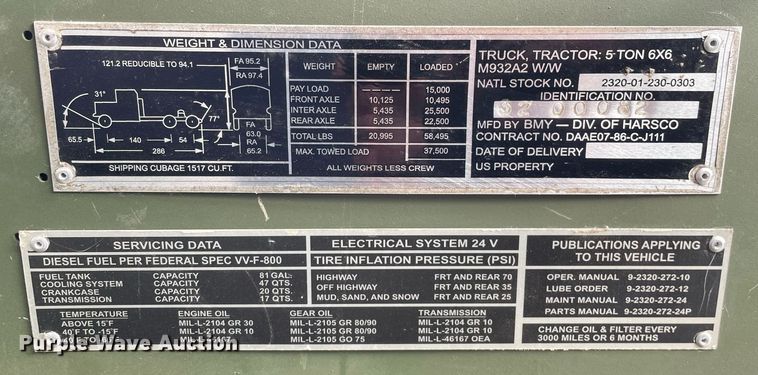 WEIGHT & DIMENSION DATA
121.2 REDUCIBLE TO 94.1
FA 95.2
RA 97.4
31°
77°
FA
63.0
RA
65.2
65.5
140
54
286
SHIPPING CUBAGE 1517 CU.FT.
WEIGHT EMPTY LOADED
PAY LOAD ---- 15,000
FRONT AXLE 10,125 10,495
INTER AXLE 5,435 25,500
REAR AXLE 5,435 22,500
TOTAL LBS 20,995 58,495
MAX. TOWED LOAD 37,500
ALL WEIGHTS LESS CREW
TRUCK, TRACTOR: 5-TON 6X6
M932A2 W/W
NATL STOCK NO. 2320-01-230-0303
IDENTIFICATION NO.
MFD BY BMY — DIV. OF HARSCO
CONTRACT NO. DAAE07-86-C-J111
DATE OF DELIVERY
US PROPERTY
SERVICING DATA
DIESEL FUEL PER FEDERAL SPEC VV-F-800
FUEL TANK CAPACITY 81 GAL.
COOLING SYSTEM CAPACITY 47 QTS.
CRANKCASE CAPACITY 20 QTS.
TRANSMISSION CAPACITY 17 QTS.
ELECTRICAL SYSTEM 24 V
TIRE INFLATION PRESSURE (PSI)
HIGHWAY FRT AND REAR 70
OFF HIGHWAY FRT AND REAR 35
MUD, SAND, AND SNOW FRT AND REAR 25
TEMPERATURE ENGINE OIL GEAR OIL TRANSMISSION
ABOVE 15°F MIL-L-2104 GR 30 MIL-L-2105 GR 80/90 MIL-L-2104 GR 10
40°F TO -15°F MIL-L-2104 GR 10 MIL-L-2105 GR 80/90 MIL-L-2104 GR 10
MIL-L-2105 GO 75 MIL-L-46167 OEA
PUBLICATIONS APPLYING
TO THIS VEHICLE
OPER. MANUAL 9-2320-272-10
LUBE ORDER 9-2320-272-12
MAINT MANUAL 9-2320-272-24
PARTS MANUAL 9-2320-272-24P
CHANGE OIL & FILTER EVERY
3000 MILES OR 6 MONTHS
Purple Wave Auction